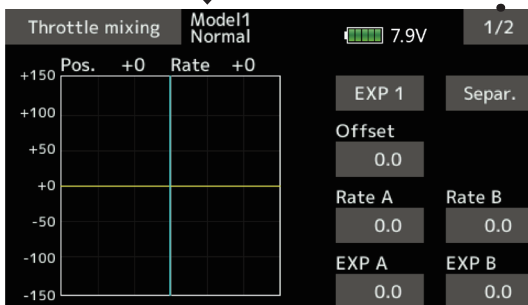 Throttle mixing Model1 Normal 7.9V 1/2
Pos. +0 Rate +0
+150
+100
+50
+0
-50
-100
-150
EXP 1 Separ.
Offset
0.0
Rate A Rate B
0.0 0.0
EXP A EXP B
0.0 0.0